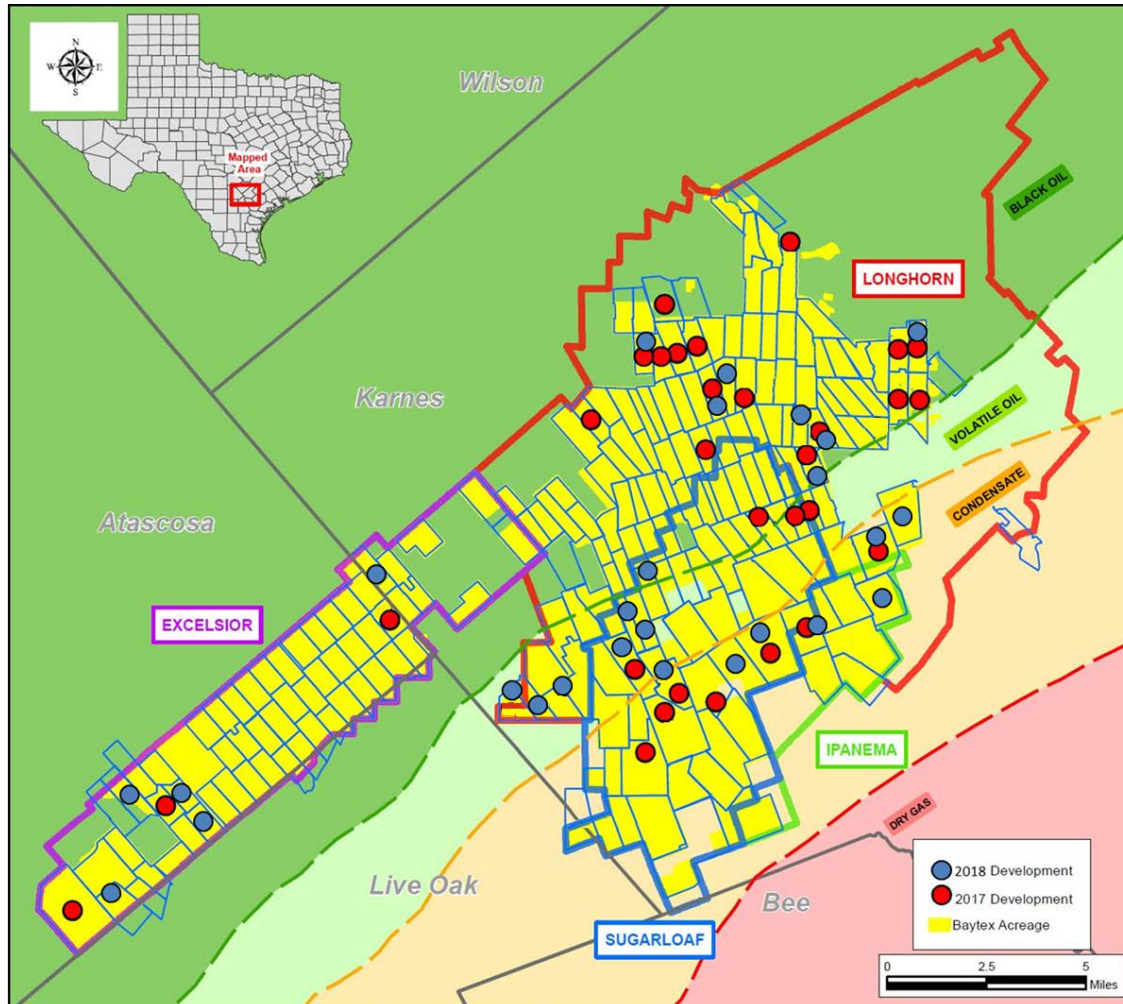 N
W
E
S
Wilson
Mapped
Area
BLACK OIL
LONGHORN
Karnes
VOLATILE OIL
CONDENSATE
Atascosa
EXCELSIOR
IPANEMA
DRY GAS
Live Oak
Bee
SUGARLOAF
2018 Development
2017 Development
Baytex Acreage
0 2.5 5
Miles